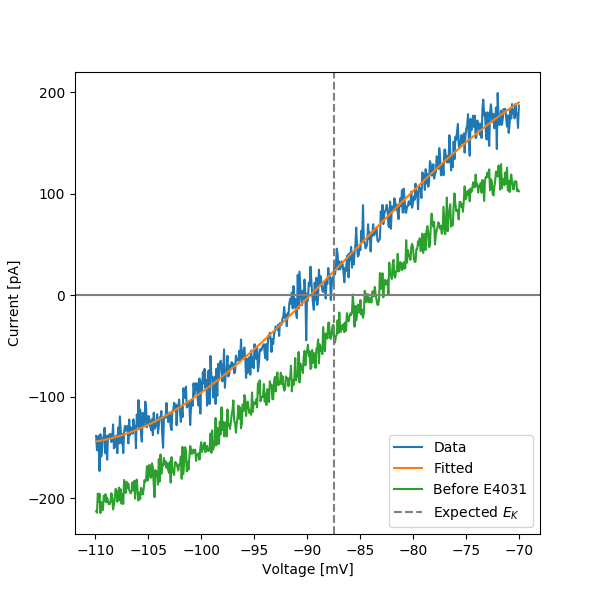 200
100
0
−100
−200
Current [pA]
−110 −105 −100 −95 −90 −85 −80 −75 −70
Voltage [mV]
Data
Fitted
Before E4031
Expected E_K